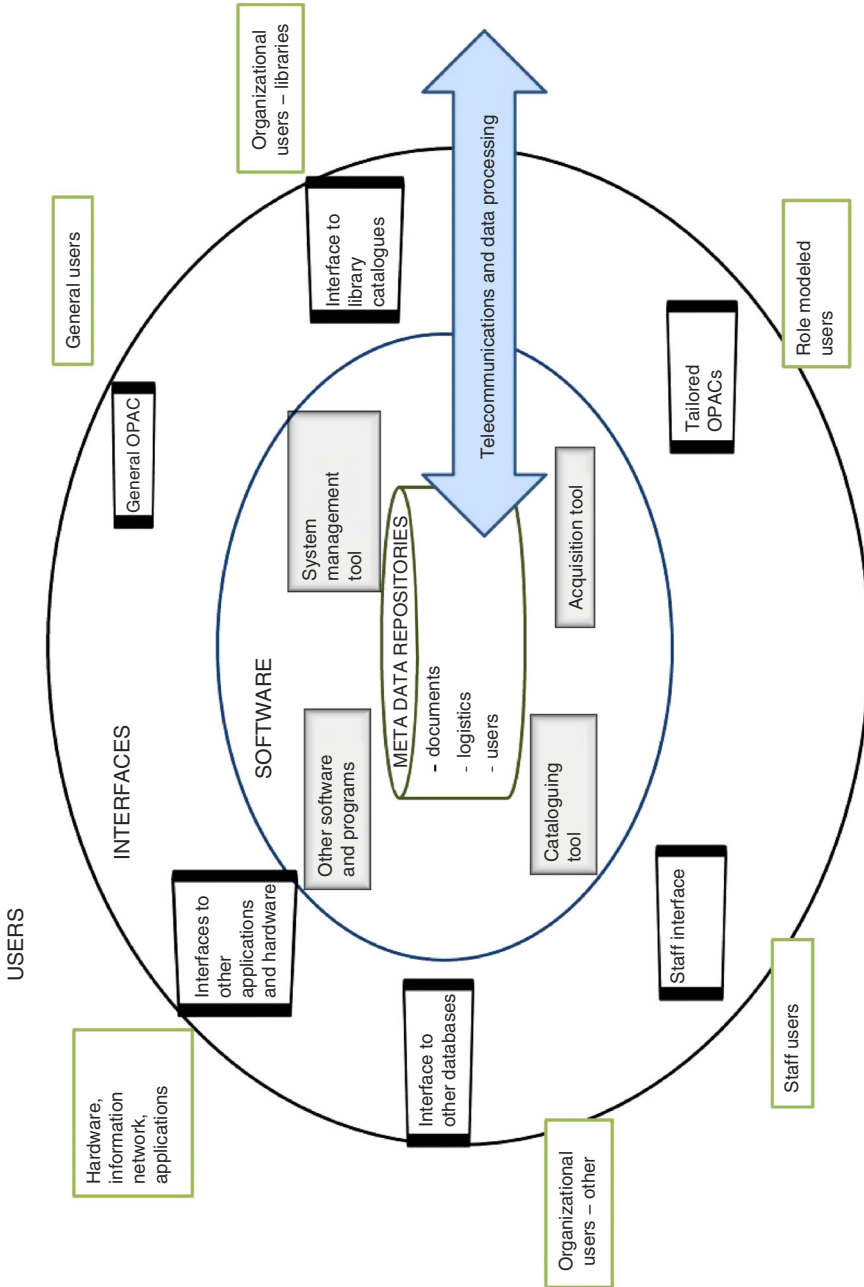 USERS
Hardware,
information
network,
applications
General users
Organizational
users – libraries
INTERFACES
General OPAC
Interfaces to
other
applications
and hardware
Interface to
library
catalogues
SOFTWARE
System
management
tool
Other software
and programs
META DATA REPOSITORIES
- documents
- logistics
- users
Telecommunications and data processing
Interface to
other databases
Cataloguing
tool
Acquisition tool
Staff interface
Tailored
OPACs
Organizational
users – other
Staff users
Role modeled
users